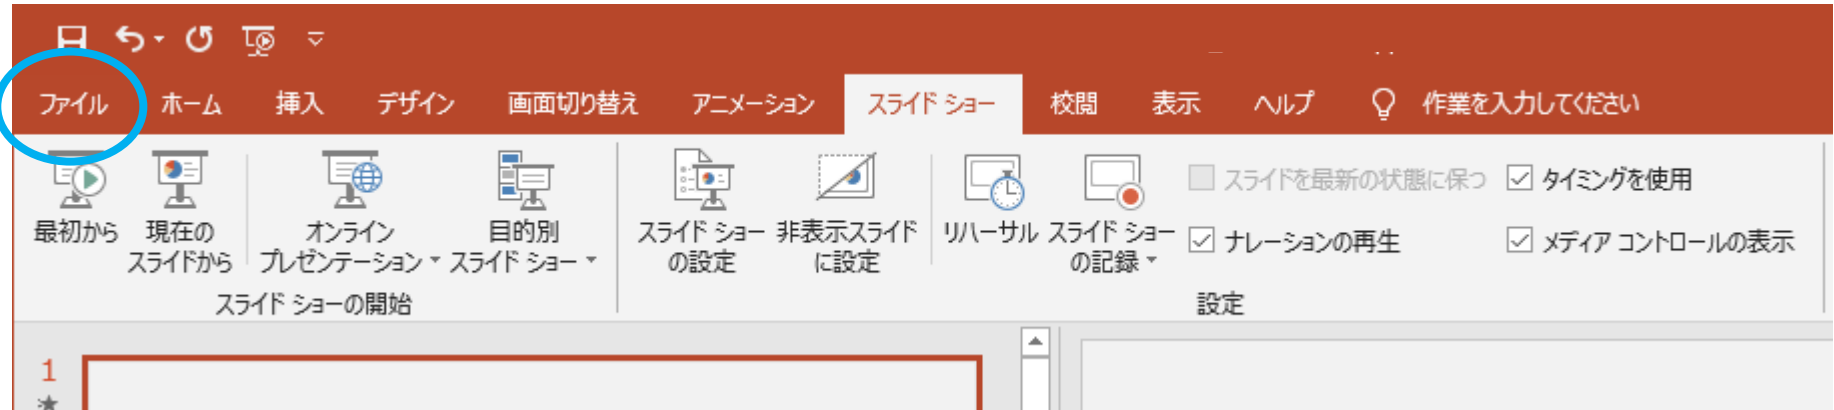 ファイル ホーム 挿入 デザイン 画面切り替え アニメーション スライド ショー 校閲 表示 ヘルプ 作業を入力してください
最初から
現在の
スライドから
オンライン
プレゼンテーション
目的別
スライド ショー
スライド ショーの開始
スライド ショー
の設定
非表示スライド
に設定
リハーサル
スライド ショー
の記録
スライドを最新の状態に保つ
タイミングを使用
ナレーションの再生
メディア コントロールの表示
設定
1